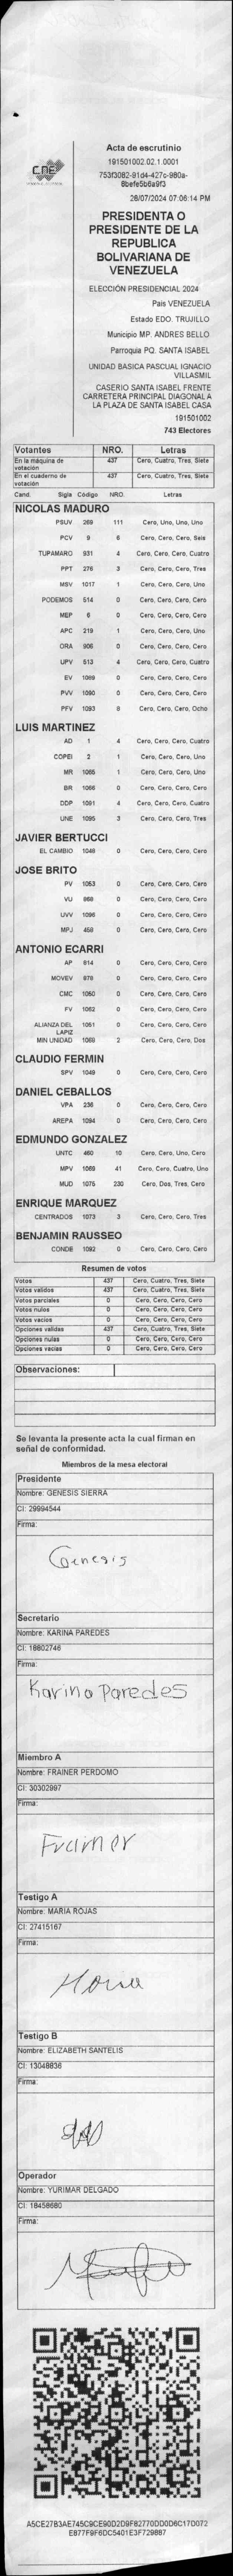 CNE
Acta de escrutinio
191501002.02.1.0001
753f3082-91d4-427c-980a-
6befe5b6a9f3
28/07/2024 07:06:14 PM
PRESIDENTA O
PRESIDENTE DE LA
REPUBLICA
BOLIVARIANA DE
VENEZUELA
ELECCIÓN PRESIDENCIAL 2024
Pais VENEZUELA
Estado EDO. TRUJILLO
Municipio MP. ANDRES BELLO
Parroquia PQ. SANTA ISABEL
UNIDAD BASICA PASCUAL IGNACIO
VILLASMIL
CASERIO SANTA ISABEL FRENTE
CARRETERA PRINCIPAL DIAGONAL A
LA PLAZA DE SANTA ISABEL CASA
191501002
743 Electores
Votantes NRO. Letras
En la máquina de votación 437 Cero, Cuatro, Tres, Siete
En el cuaderno de votación 437 Cero, Cuatro, Tres, Siete
Cand. Sigla Código NRO. Letras
NICOLAS MADURO
PSUV 269 111 Cero, Uno, Uno, Uno
PCV 9 6 Cero, Cero, Cero, Seis
TUPAMARO 931 4 Cero, Cero, Cero, Cuatro
PPT 276 3 Cero, Cero, Cero, Tres
MSV 1017 1 Cero, Cero, Cero, Uno
PODEMOS 514 0 Cero, Cero, Cero, Cero
MEP 6 0 Cero, Cero, Cero, Cero
APC 219 1 Cero, Cero, Cero, Uno
ORA 906 0 Cero, Cero, Cero, Cero
UPV 513 4 Cero, Cero, Cero, Cuatro
EV 1089 0 Cero, Cero, Cero, Cero
PVV 1090 0 Cero, Cero, Cero, Cero
PFV 1093 8 Cero, Cero, Cero, Ocho
LUIS MARTINEZ
AD 1 4 Cero, Cero, Cero, Cuatro
COPEI 2 1 Cero, Cero, Cero, Uno
MR 1065 1 Cero, Cero, Cero, Uno
BR 1066 0 Cero, Cero, Cero, Cero
DDP 1091 4 Cero, Cero, Cero, Cuatro
UNE 1095 3 Cero, Cero, Cero, Tres
JAVIER BERTUCCI
EL CAMBIO 1048 0 Cero, Cero, Cero, Cero
JOSE BRITO
PV 1053 0 Cero, Cero, Cero, Cero
VU 868 0 Cero, Cero, Cero, Cero
UVV 1096 0 Cero, Cero, Cero, Cero
MPJ 458 0 Cero, Cero, Cero, Cero
ANTONIO ECARRI
AP 814 0 Cero, Cero, Cero, Cero
MOVEV 978 0 Cero, Cero, Cero, Cero
CMC 1050 0 Cero, Cero, Cero, Cero
FV 1062 0 Cero, Cero, Cero, Cero
ALIANZA DEL LAPIZ 1051 0 Cero, Cero, Cero, Cero
MIN UNIDAD 1069 2 Cero, Cero, Cero, Dos
CLAUDIO FERMIN
SPV 1049 0 Cero, Cero, Cero, Cero
DANIEL CEBALLOS
VPA 236 0 Cero, Cero, Cero, Cero
AREPA 1094 0 Cero, Cero, Cero, Cero
EDMUNDO GONZALEZ
UNTC 460 10 Cero, Cero, Uno, Cero
MPV 1069 41 Cero, Cero, Cuatro, Uno
MUD 1075 230 Cero, Dos, Tres, Cero
ENRIQUE MARQUEZ
CENTRADOS 1073 3 Cero, Cero, Cero, Tres
BENJAMIN RAUSSEO
CONDE 1092 0 Cero, Cero, Cero, Cero
Resumen de votos
Votos 437 Cero, Cuatro, Tres, Siete
Votos validos 437 Cero, Cuatro, Tres, Siete
Votos parciales 0 Cero, Cero, Cero, Cero
Votos nulos 0 Cero, Cero, Cero, Cero
Votos vacios 0 Cero, Cero, Cero, Cero
Opciones validas 437 Cero, Cuatro, Tres, Siete
Opciones nulas 0 Cero, Cero, Cero, Cero
Opciones vacias 0 Cero, Cero, Cero, Cero
Observaciones:
Se levanta la presente acta la cual firman en
señal de conformidad.
Miembros de la mesa electoral
Presidente
Nombre: GENESIS SIERRA
CI: 29994544
Firma:
Genesis
Secretario
Nombre: KARINA PAREDES
CI: 18802746
Firma:
Karina Paredes
Miembro A
Nombre: FRAINER PERDOMO
CI: 30302997
Firma:
Frainer
Testigo A
Nombre: MARIA ROJAS
CI: 27415167
Firma:
Testigo B
Nombre: ELIZABETH SANTELIS
CI: 13048836
Firma:
Operador
Nombre: YURIMAR DELGADO
CI: 18458680
Firma:
A5CE27B3AE745C9CE90D2D9F82770DD0D6C17D072
E877F9F6DC5401E3F729887